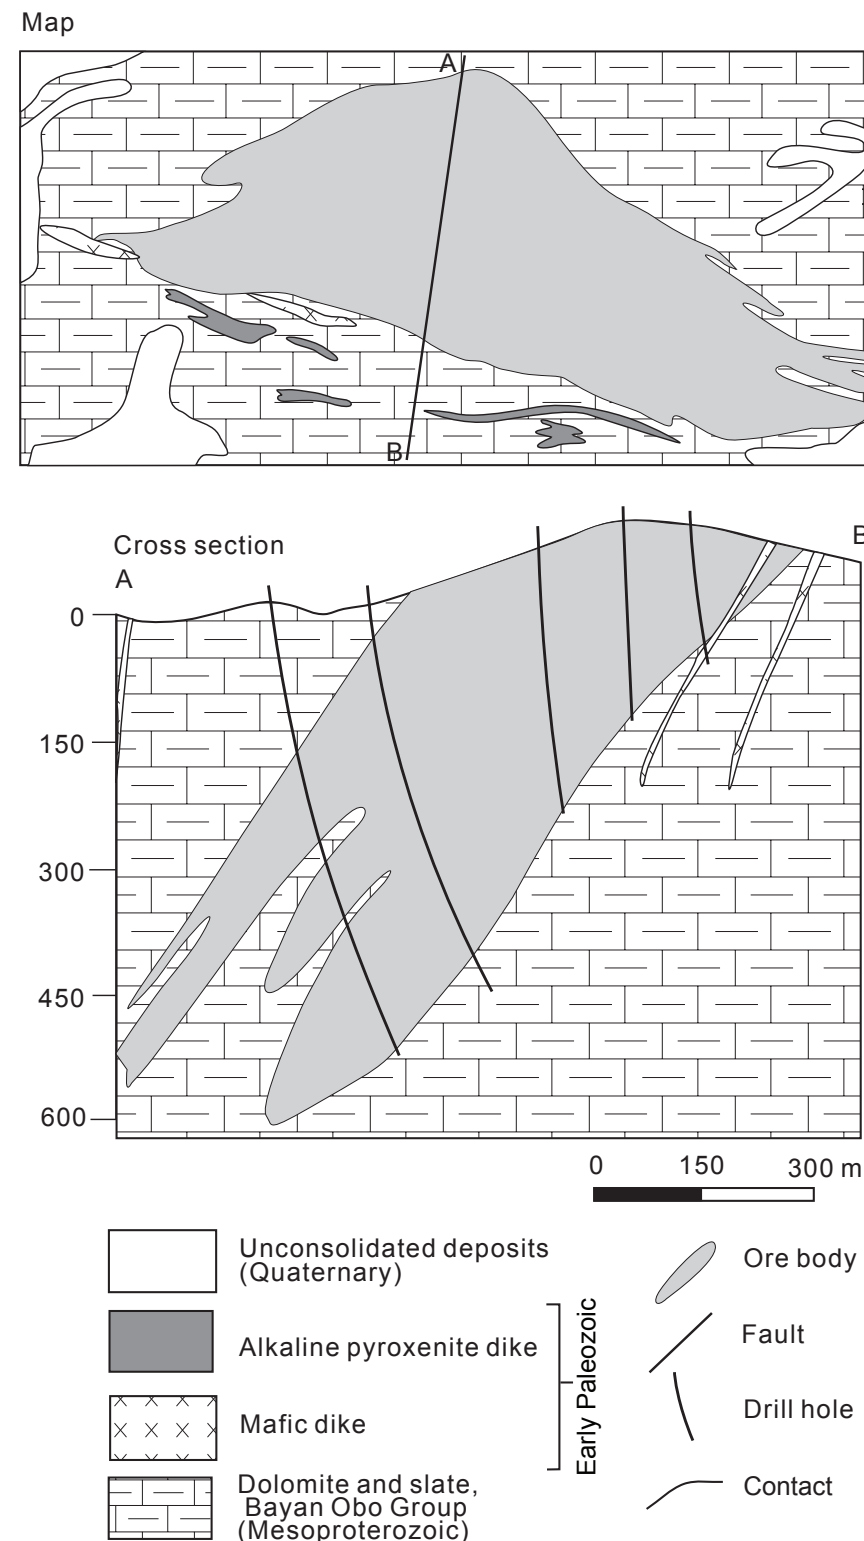 Map
A
B
Cross section
A
B
0
150
300
450
600
0 150 300 m
Unconsolidated deposits
(Quaternary)
Alkaline pyroxenite dike
Mafic dike
Early Paleozoic
Dolomite and slate,
Bayan Obo Group
(Mesoproterozoic)
Ore body
Fault
Drill hole
Contact